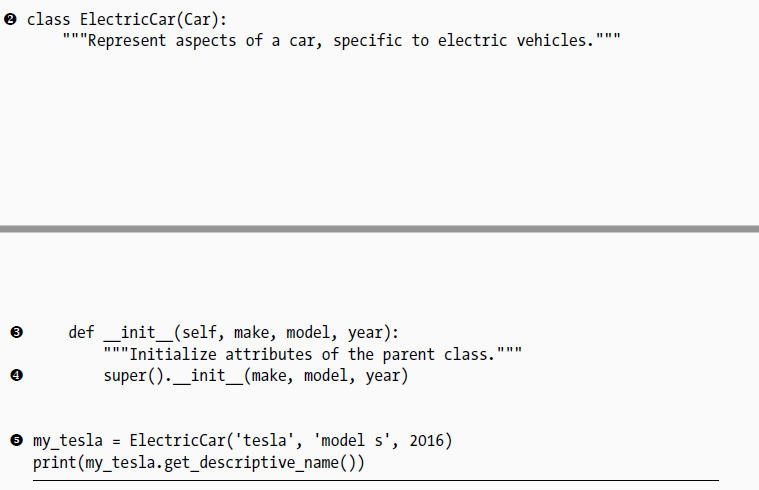 ❷ class ElectricCar(Car):
"""Represent aspects of a car, specific to electric vehicles."""
❸ def __init__(self, make, model, year):
"""Initialize attributes of the parent class."""
❹ super().__init__(make, model, year)
❺ my_tesla = ElectricCar('tesla', 'model s', 2016)
print(my_tesla.get_descriptive_name())